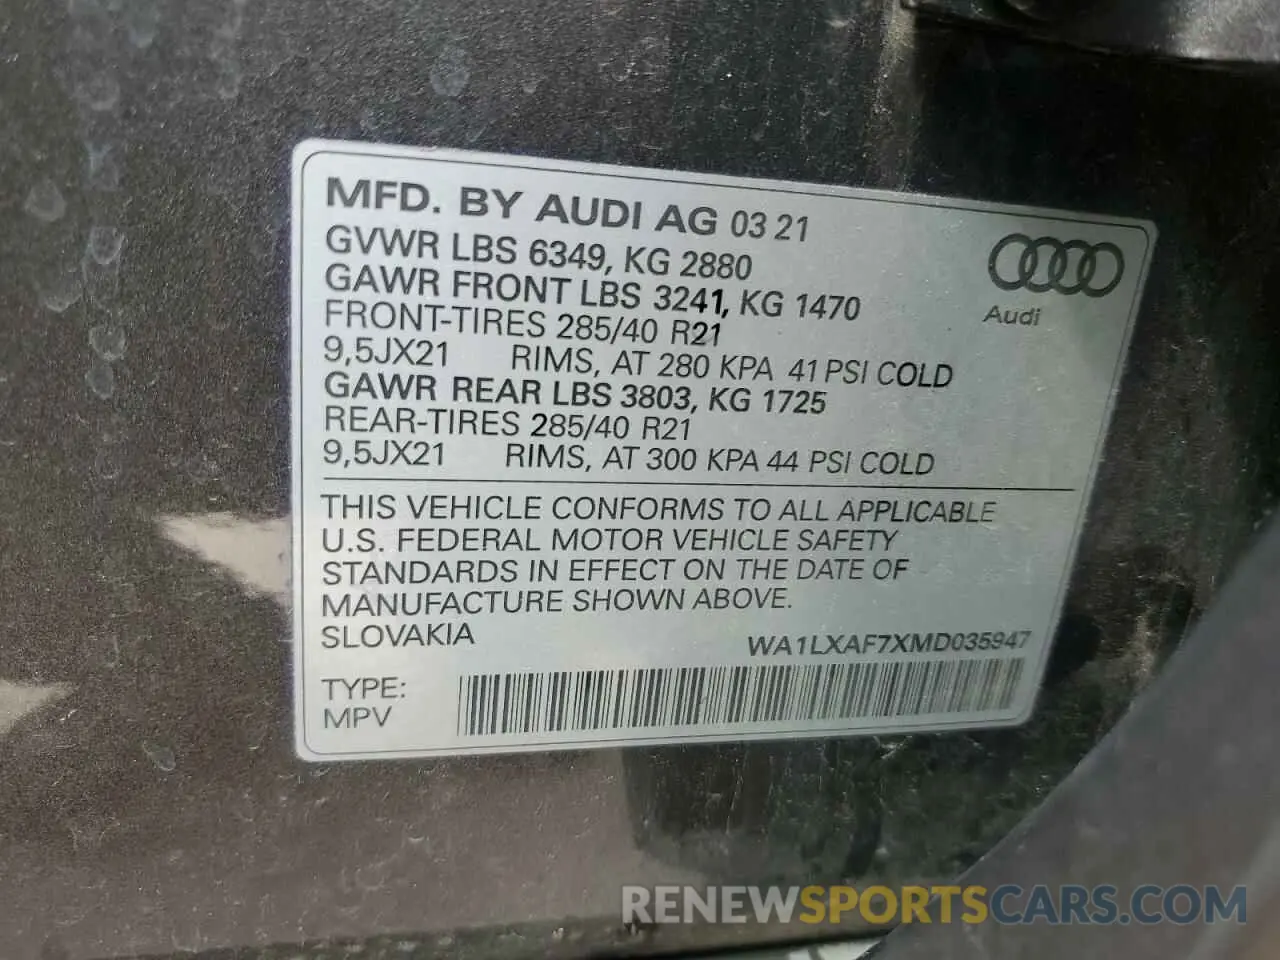 MFD. BY AUDI AG 03 21
GVWR LBS 6349, KG 2880
GAWR FRONT LBS 3241, KG 1470
FRONT-TIRES 285/40 R21
9,5JX21 RIMS, AT 280 KPA 41 PSI COLD
GAWR REAR LBS 3803, KG 1725
REAR-TIRES 285/40 R21
9,5JX21 RIMS, AT 300 KPA 44 PSI COLD
Audi
THIS VEHICLE CONFORMS TO ALL APPLICABLE
U.S. FEDERAL MOTOR VEHICLE SAFETY
STANDARDS IN EFFECT ON THE DATE OF
MANUFACTURE SHOWN ABOVE.
SLOVAKIA WA1LXAF7XMD035947
TYPE:
MPV
RENEWSPORTSCARS.COM